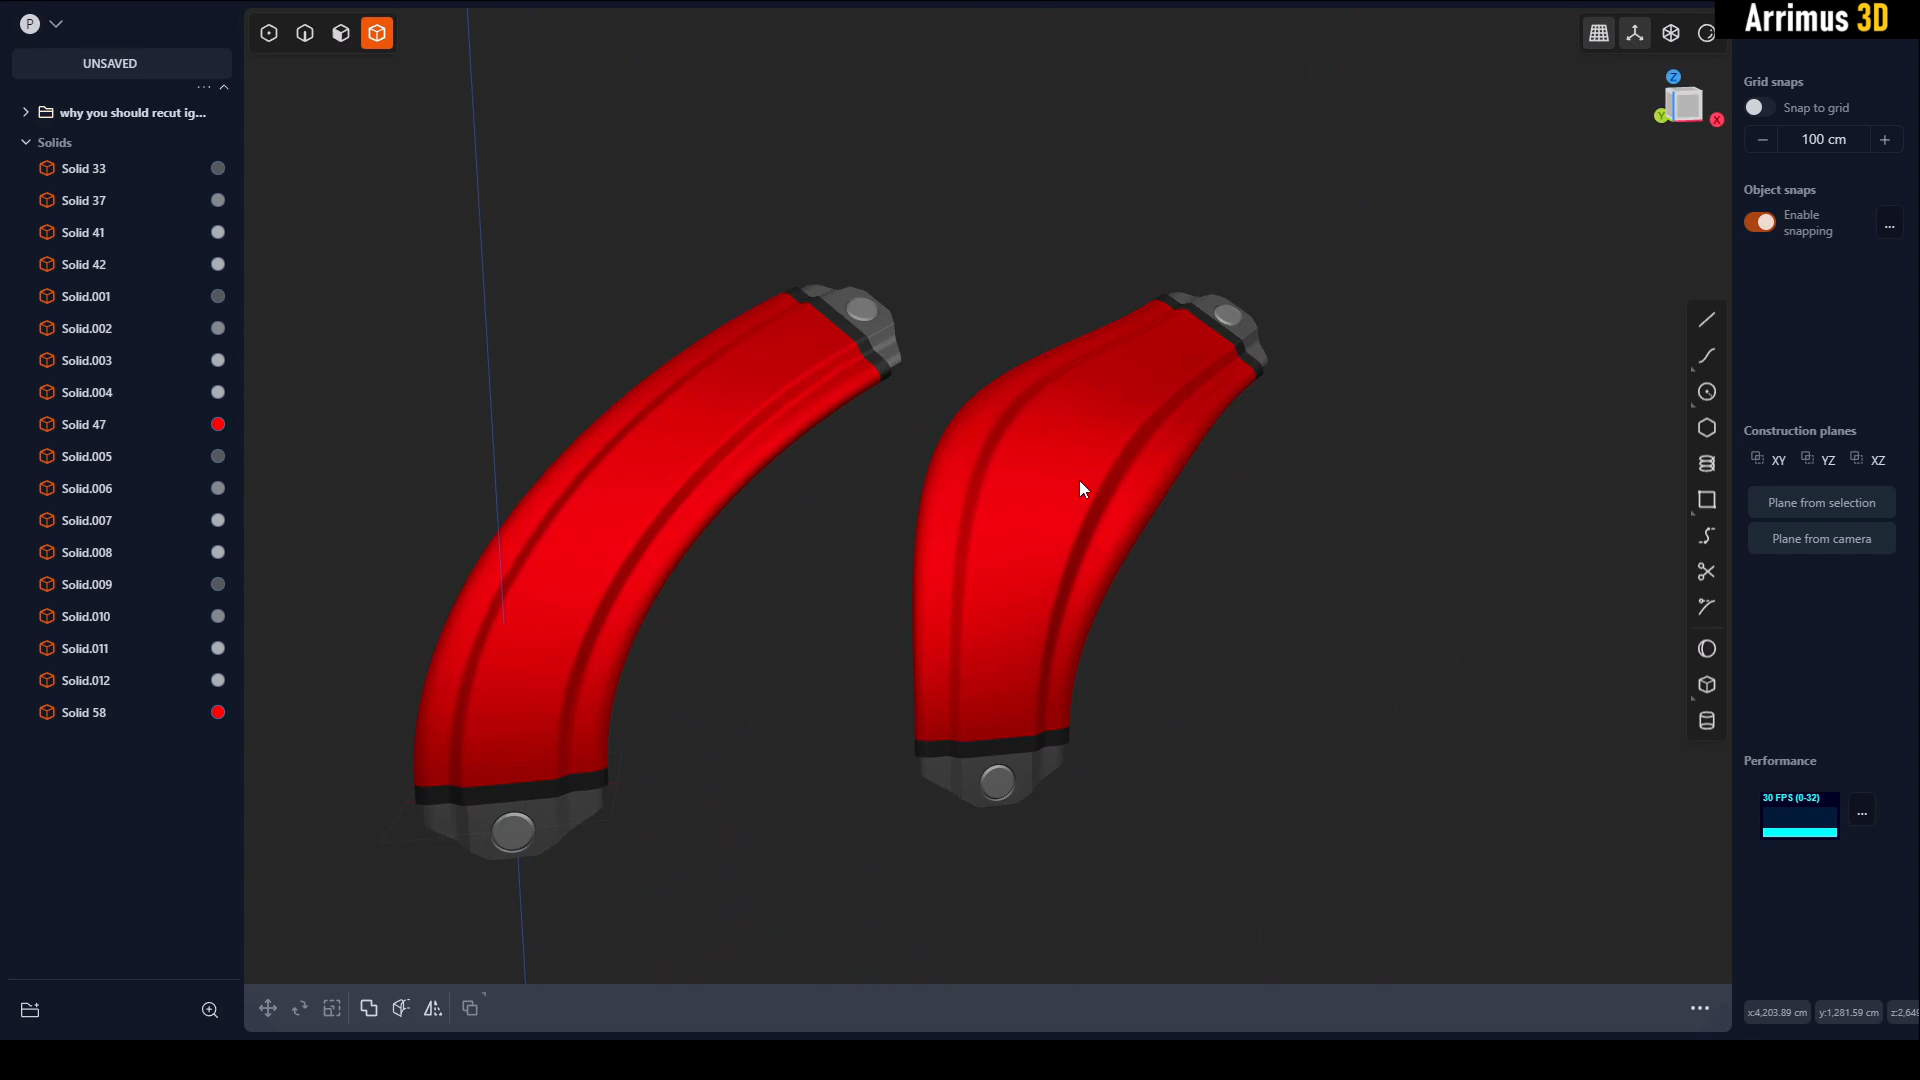 P
Arrimus 3D
UNSAVED
why you should recut ig...
Solids
Solid 33
Solid 37
Solid 41
Solid 42
Solid.001
Solid.002
Solid.003
Solid.004
Solid 47
Solid.005
Solid.006
Solid.007
Solid.008
Solid.009
Solid.010
Solid.011
Solid.012
Solid 58
Z
Y
X
Grid snaps
Snap to grid
100 cm
Object snaps
Enable
snapping
Construction planes
XY YZ XZ
Plane from selection
Plane from camera
Performance
30 FPS (0-32)
x:4,203.89 cm y:1,281.59 cm z:2,649